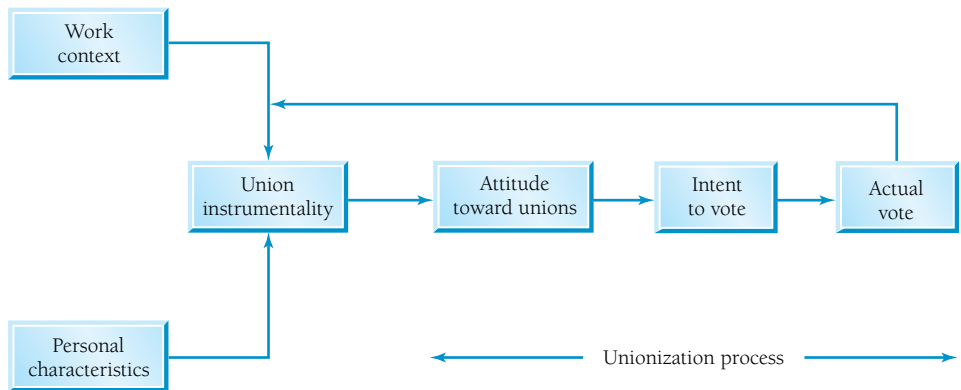 Work
context
Union
instrumentality
Attitude
toward unions
Intent
to vote
Actual
vote
Personal
characteristics
Unionization process